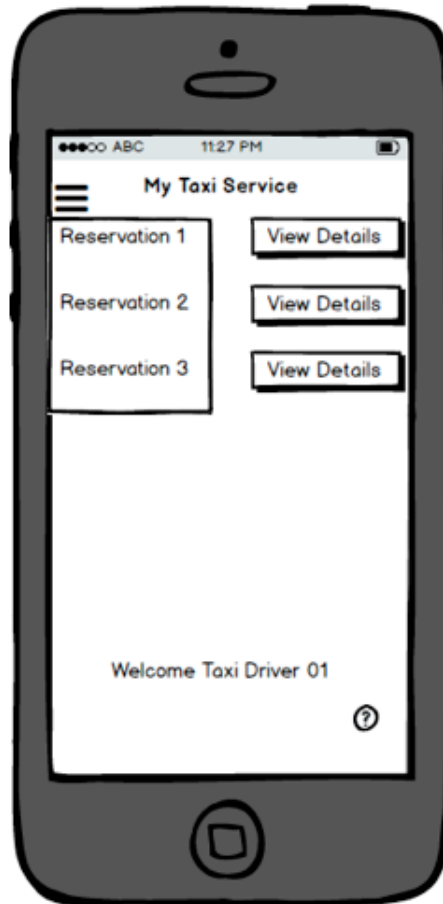 ABC 11:27 PM
My Taxi Service
Reservation 1 View Details
Reservation 2 View Details
Reservation 3 View Details
Welcome Taxi Driver 01
?